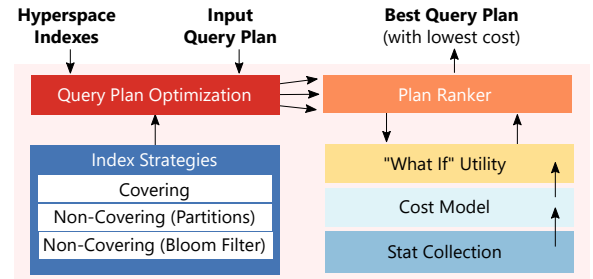 Hyperspace
Indexes
Input
Query Plan
Best Query Plan
(with lowest cost)
Query Plan Optimization
Plan Ranker
Index Strategies
Covering
Non-Covering (Partitions)
Non-Covering (Bloom Filter)
"What If" Utility
Cost Model
Stat Collection